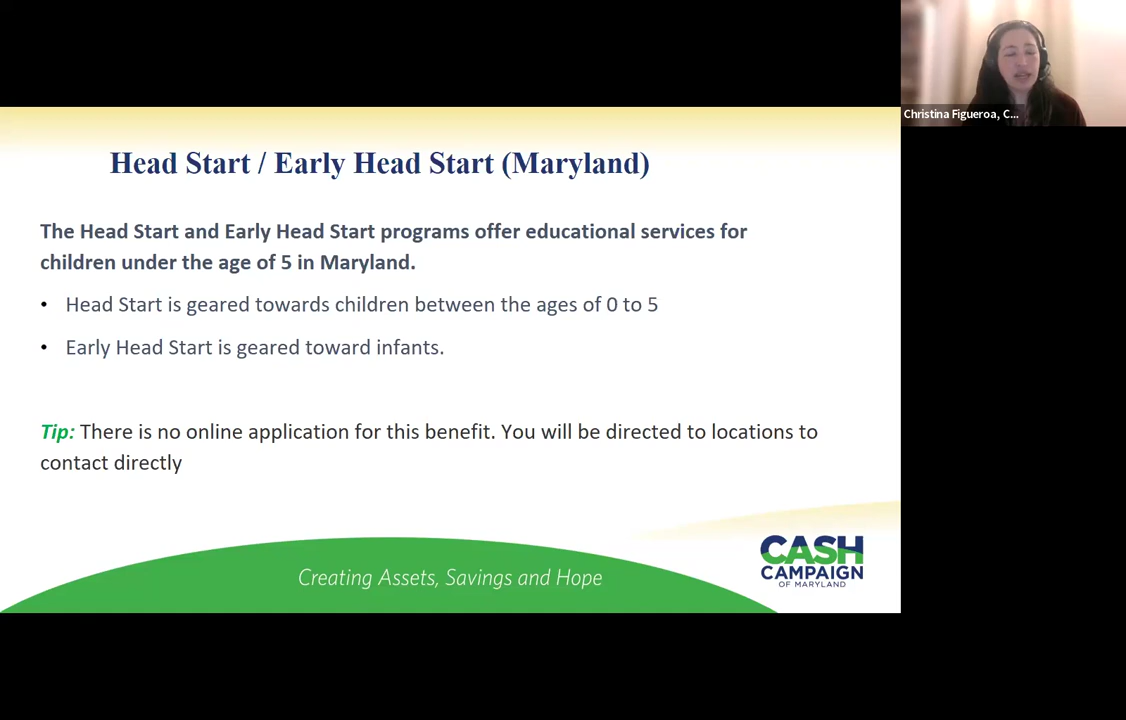 Christina Figueroa, C...
Head Start / Early Head Start (Maryland)
The Head Start and Early Head Start programs offer educational services for
children under the age of 5 in Maryland.
• Head Start is geared towards children between the ages of 0 to 5
• Early Head Start is geared toward infants.
Tip: There is no online application for this benefit. You will be directed to locations to
contact directly
Creating Assets, Savings and Hope
CASH
CAMPAIGN
OF MARYLAND